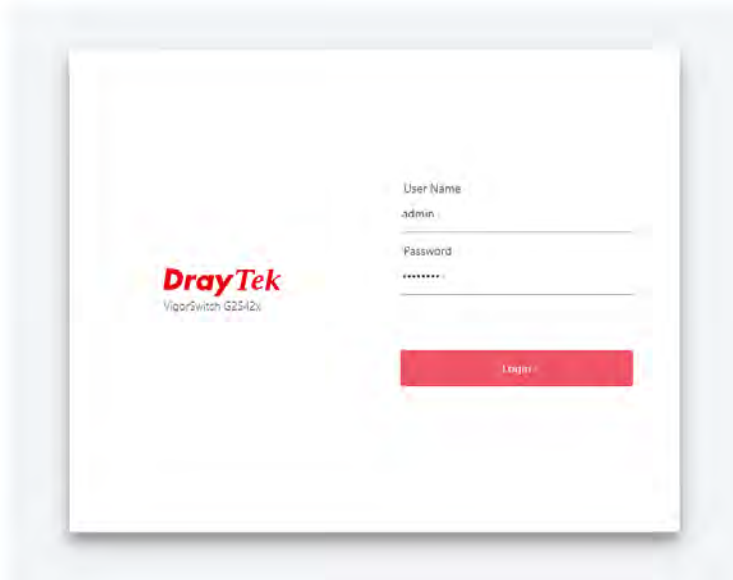 DrayTek
VigorSwitch G2542x
User Name
admin
Password
••••••••
Login